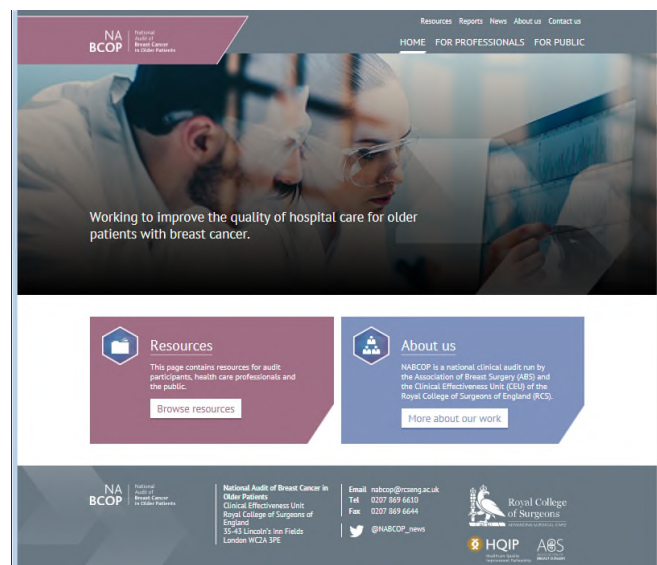 NA
BCOP
National
Audit of
Breast Cancer
in Older Patients
Resources Reports News About us Contact us
HOME FOR PROFESSIONALS FOR PUBLIC
Working to improve the quality of hospital care for older
patients with breast cancer.
Resources
This page contains resources for audit
participants, health care professionals and
the public.
Browse resources
About us
NABCOP is a national clinical audit run by
the Association of Breast Surgery (ABS) and
the Clinical Effectiveness Unit (CEU) of the
Royal College of Surgeons of England (RCS).
More about our work
NA
BCOP
National
Audit of
Breast Cancer
in Older Patients
National Audit of Breast Cancer in
Older Patients
Clinical Effectiveness Unit
Royal College of Surgeons of
England
35-43 Lincoln's Inn Fields
London WC2A 3PE
Email nabcop@rcseng.ac.uk
Tel 0207 869 6610
Fax 0207 869 6644
@NABCOP_news
Royal College
of Surgeons
ADVANCING SURGICAL CARE
HQIP
Healthcare Quality
Improvement Partnership
ABS